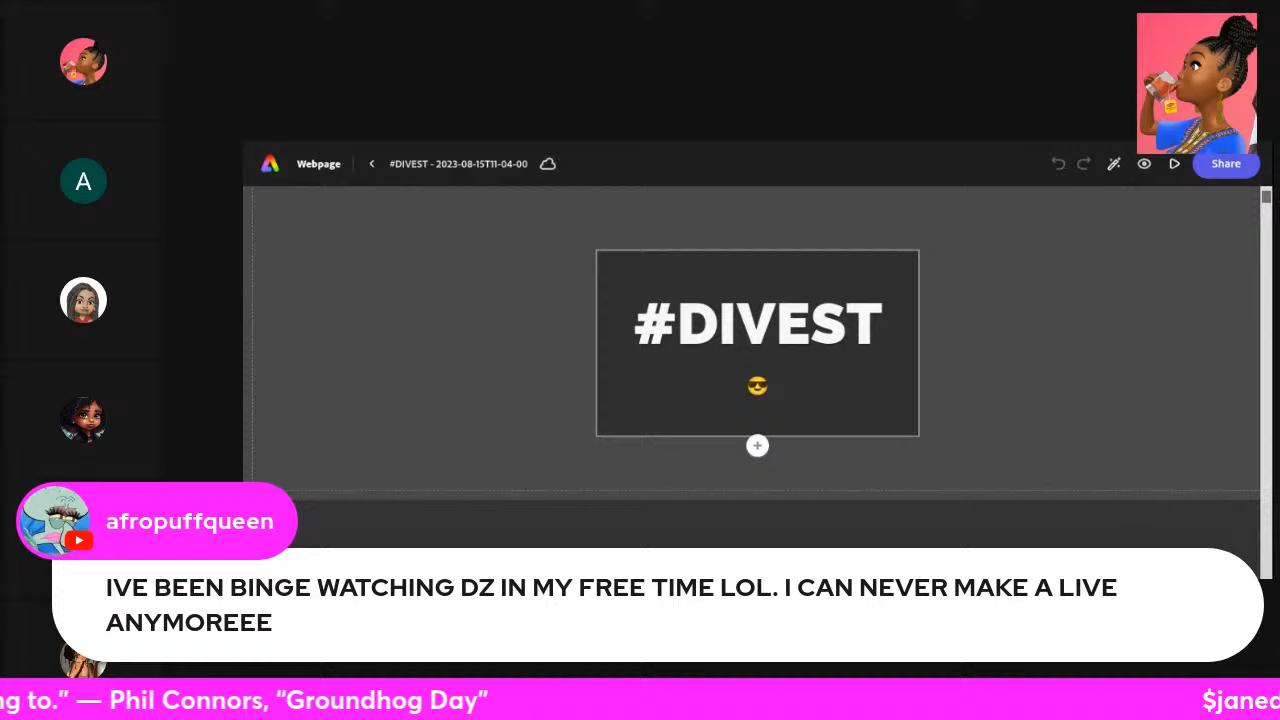 A
Webpage
#DIVEST - 2023-08-15T11-04-00
Share
#DIVEST
afropuffqueen
IVE BEEN BINGE WATCHING DZ IN MY FREE TIME LOL. I CAN NEVER MAKE A LIVE
ANYMOREEE
ng to.” — Phil Connors, “Groundhog Day”
$janed